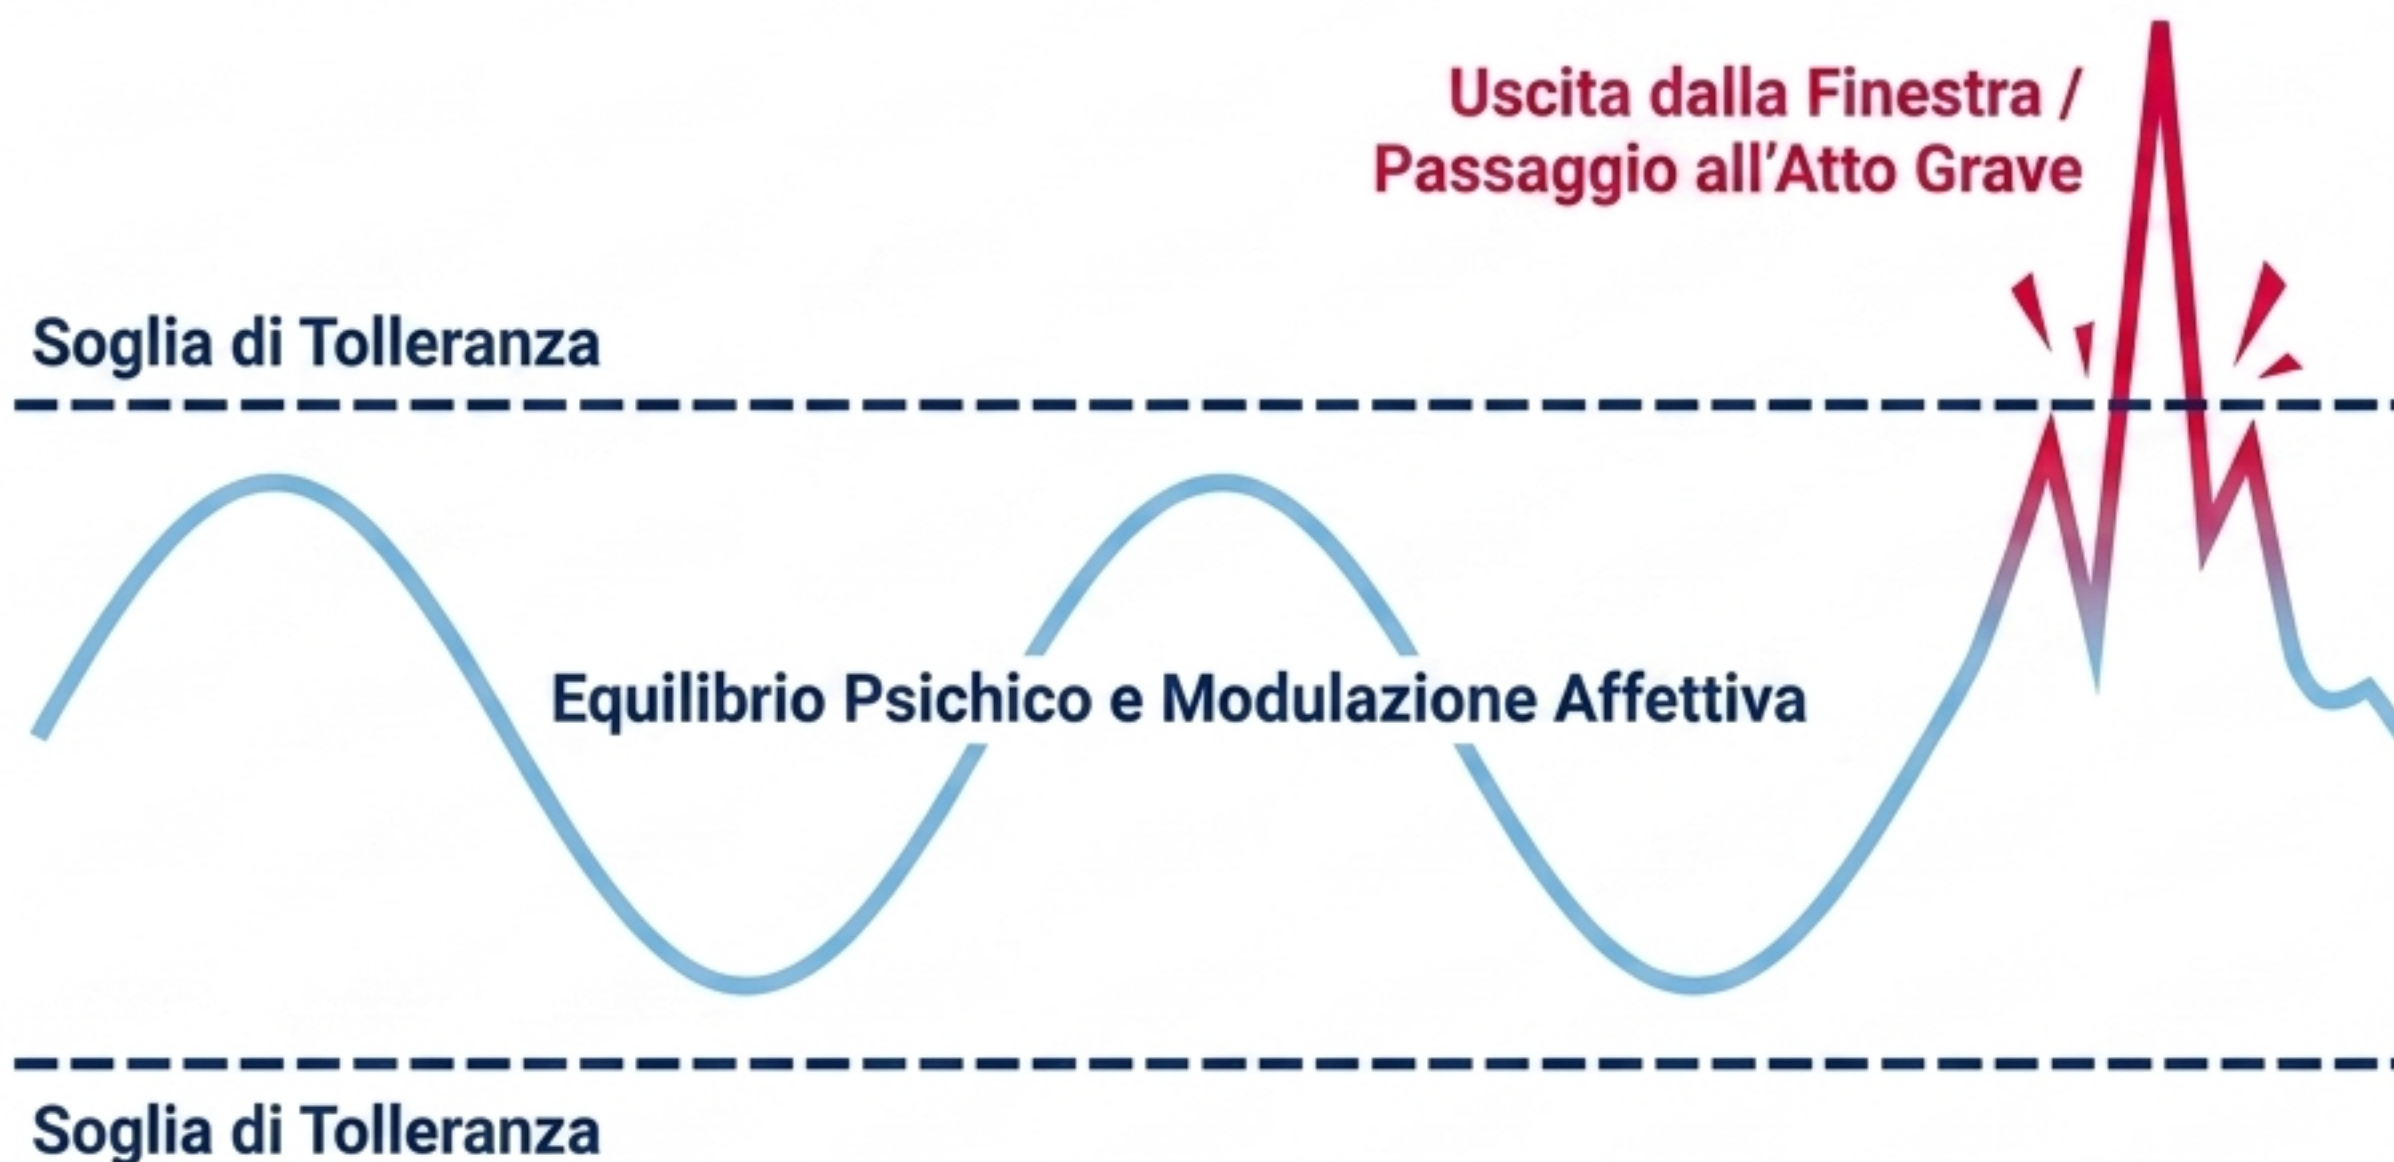 Uscita dalla Finestra /
Passaggio all’Atto Grave
Soglia di Tolleranza
Equilibrio Psichico e Modulazione Affettiva
Soglia di Tolleranza